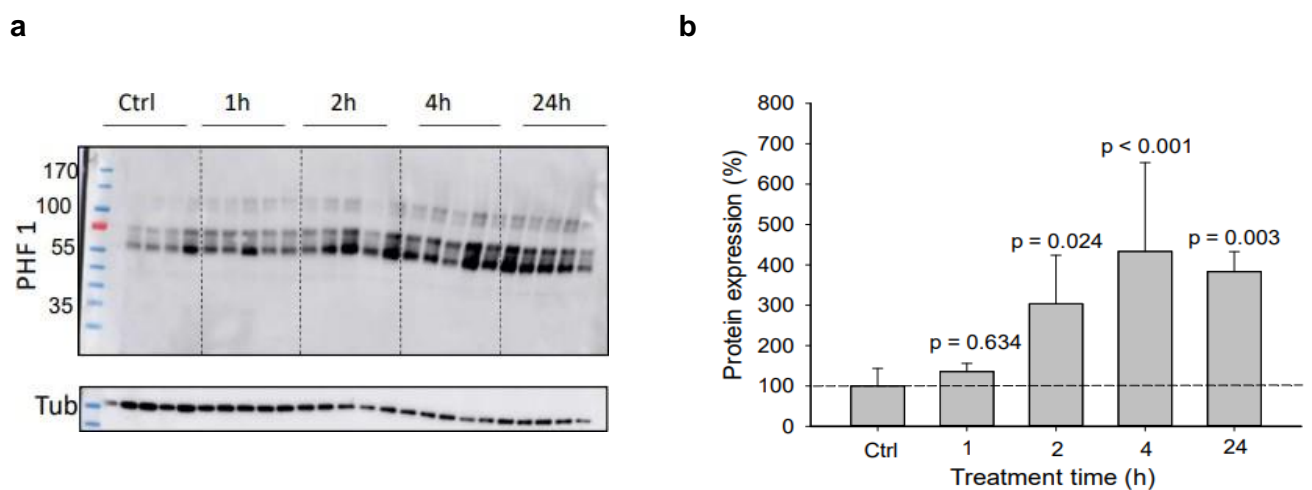 a
Ctrl 1h 2h 4h 24h
170
100
55
35
PHF 1
Tub
b
Protein expression (%)
800
700
600
500
400
300
200
100
0
p = 0.634
p = 0.024
p < 0.001
p = 0.003
Ctrl 1 2 4 24
Treatment time (h)